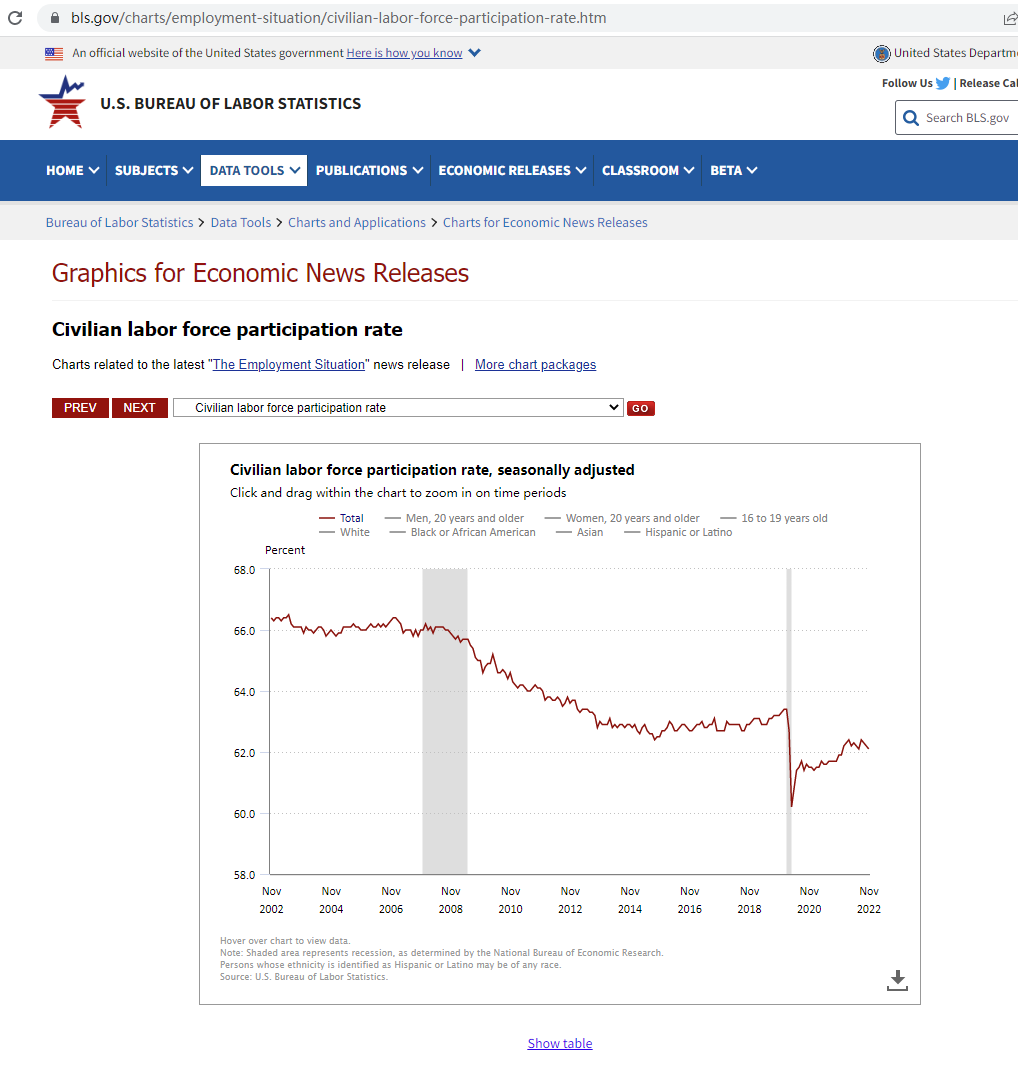 bls.gov/charts/employment-situation/civilian-labor-force-participation-rate.htm
An official website of the United States government Here is how you know
United States Departm
Follow Us | Release Cal
U.S. BUREAU OF LABOR STATISTICS
Search BLS.gov
HOME SUBJECTS DATA TOOLS PUBLICATIONS ECONOMIC RELEASES CLASSROOM BETA
Bureau of Labor Statistics > Data Tools > Charts and Applications > Charts for Economic News Releases
Graphics for Economic News Releases
Civilian labor force participation rate
Charts related to the latest "The Employment Situation" news release | More chart packages
PREV NEXT Civilian labor force participation rate GO
Civilian labor force participation rate, seasonally adjusted
Click and drag within the chart to zoom in on time periods
Total Men, 20 years and older Women, 20 years and older 16 to 19 years old
White Black or African American Asian Hispanic or Latino
Percent
68.0
66.0
64.0
62.0
60.0
58.0
Nov Nov Nov Nov Nov Nov Nov Nov Nov Nov Nov
2002 2004 2006 2008 2010 2012 2014 2016 2018 2020 2022
Hover over chart to view data.
Note: Shaded area represents recession, as determined by the National Bureau of Economic Research.
Persons whose ethnicity is identified as Hispanic or Latino may be of any race.
Source: U.S. Bureau of Labor Statistics.
Show table